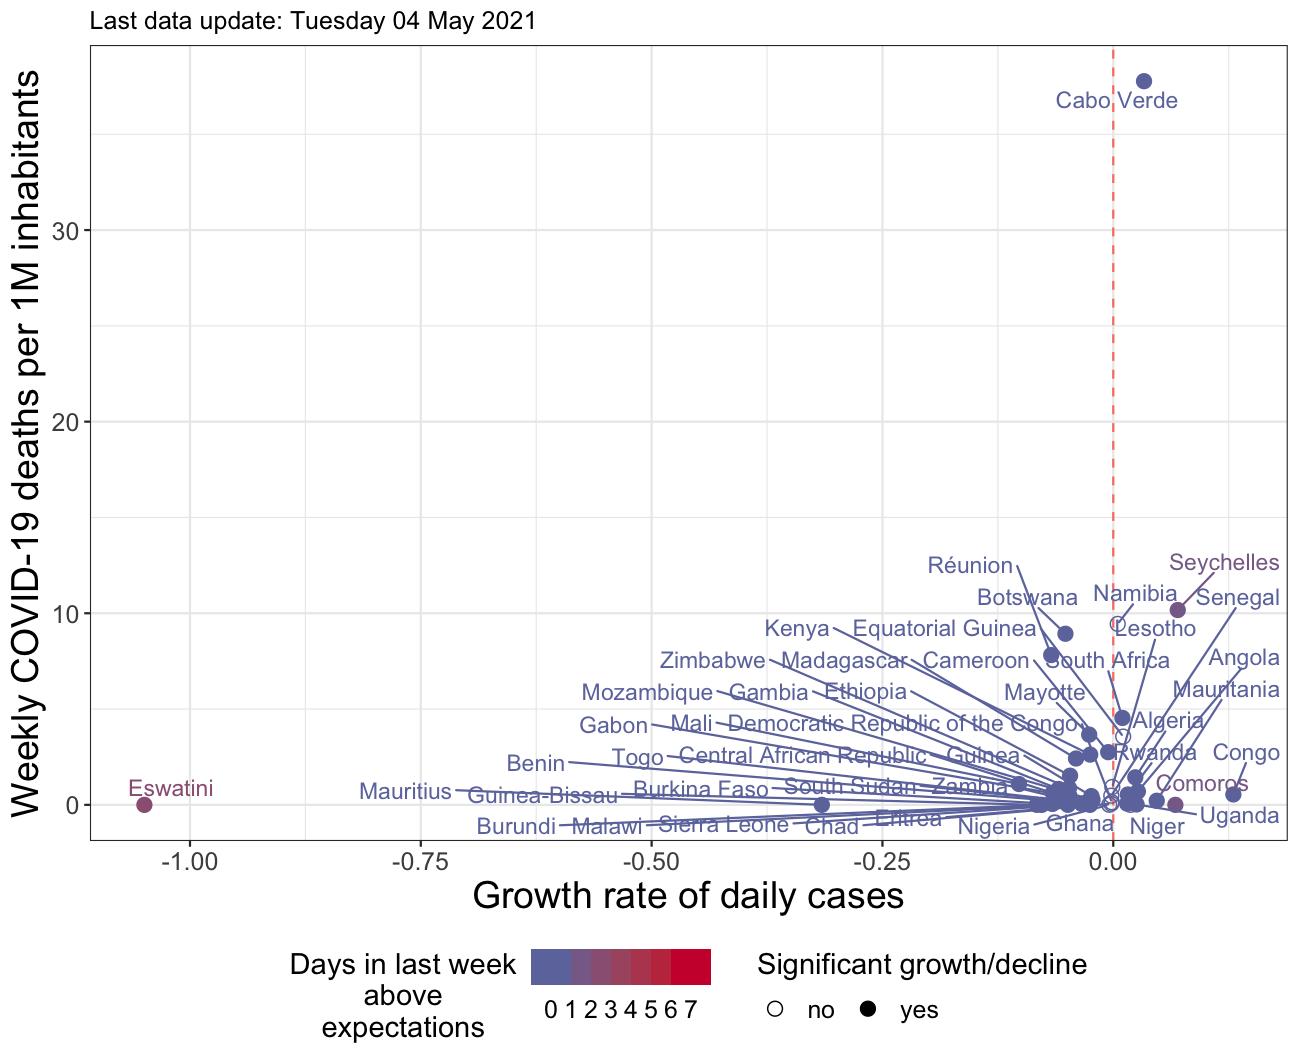 Last data update: Tuesday 04 May 2021
Weekly COVID-19 deaths per 1M inhabitants
30
20
10
0
Cabo Verde
Réunion
Seychelles
Botswana
Namibia
Senegal
Kenya
Equatorial Guinea
Lesotho
Zimbabwe
Madagascar
Cameroon
South Africa
Angola
Mozambique
Gambia
Ethiopia
Mayotte
Mauritania
Gabon
Mali
Democratic Republic of the Congo
Algeria
Benin
Togo
Central African Republic
Guinea
Rwanda
Congo
Eswatini
Mauritius
Guinea-Bissau
Burkina Faso
South Sudan
Zambia
Comoros
Burundi
Malawi
Sierra Leone
Chad
Eritrea
Nigeria
Ghana
Niger
Uganda
-1.00
-0.75
-0.50
-0.25
0.00
Growth rate of daily cases
Days in last week
above
expectations
0 1 2 3 4 5 6 7
Significant growth/decline
no
yes